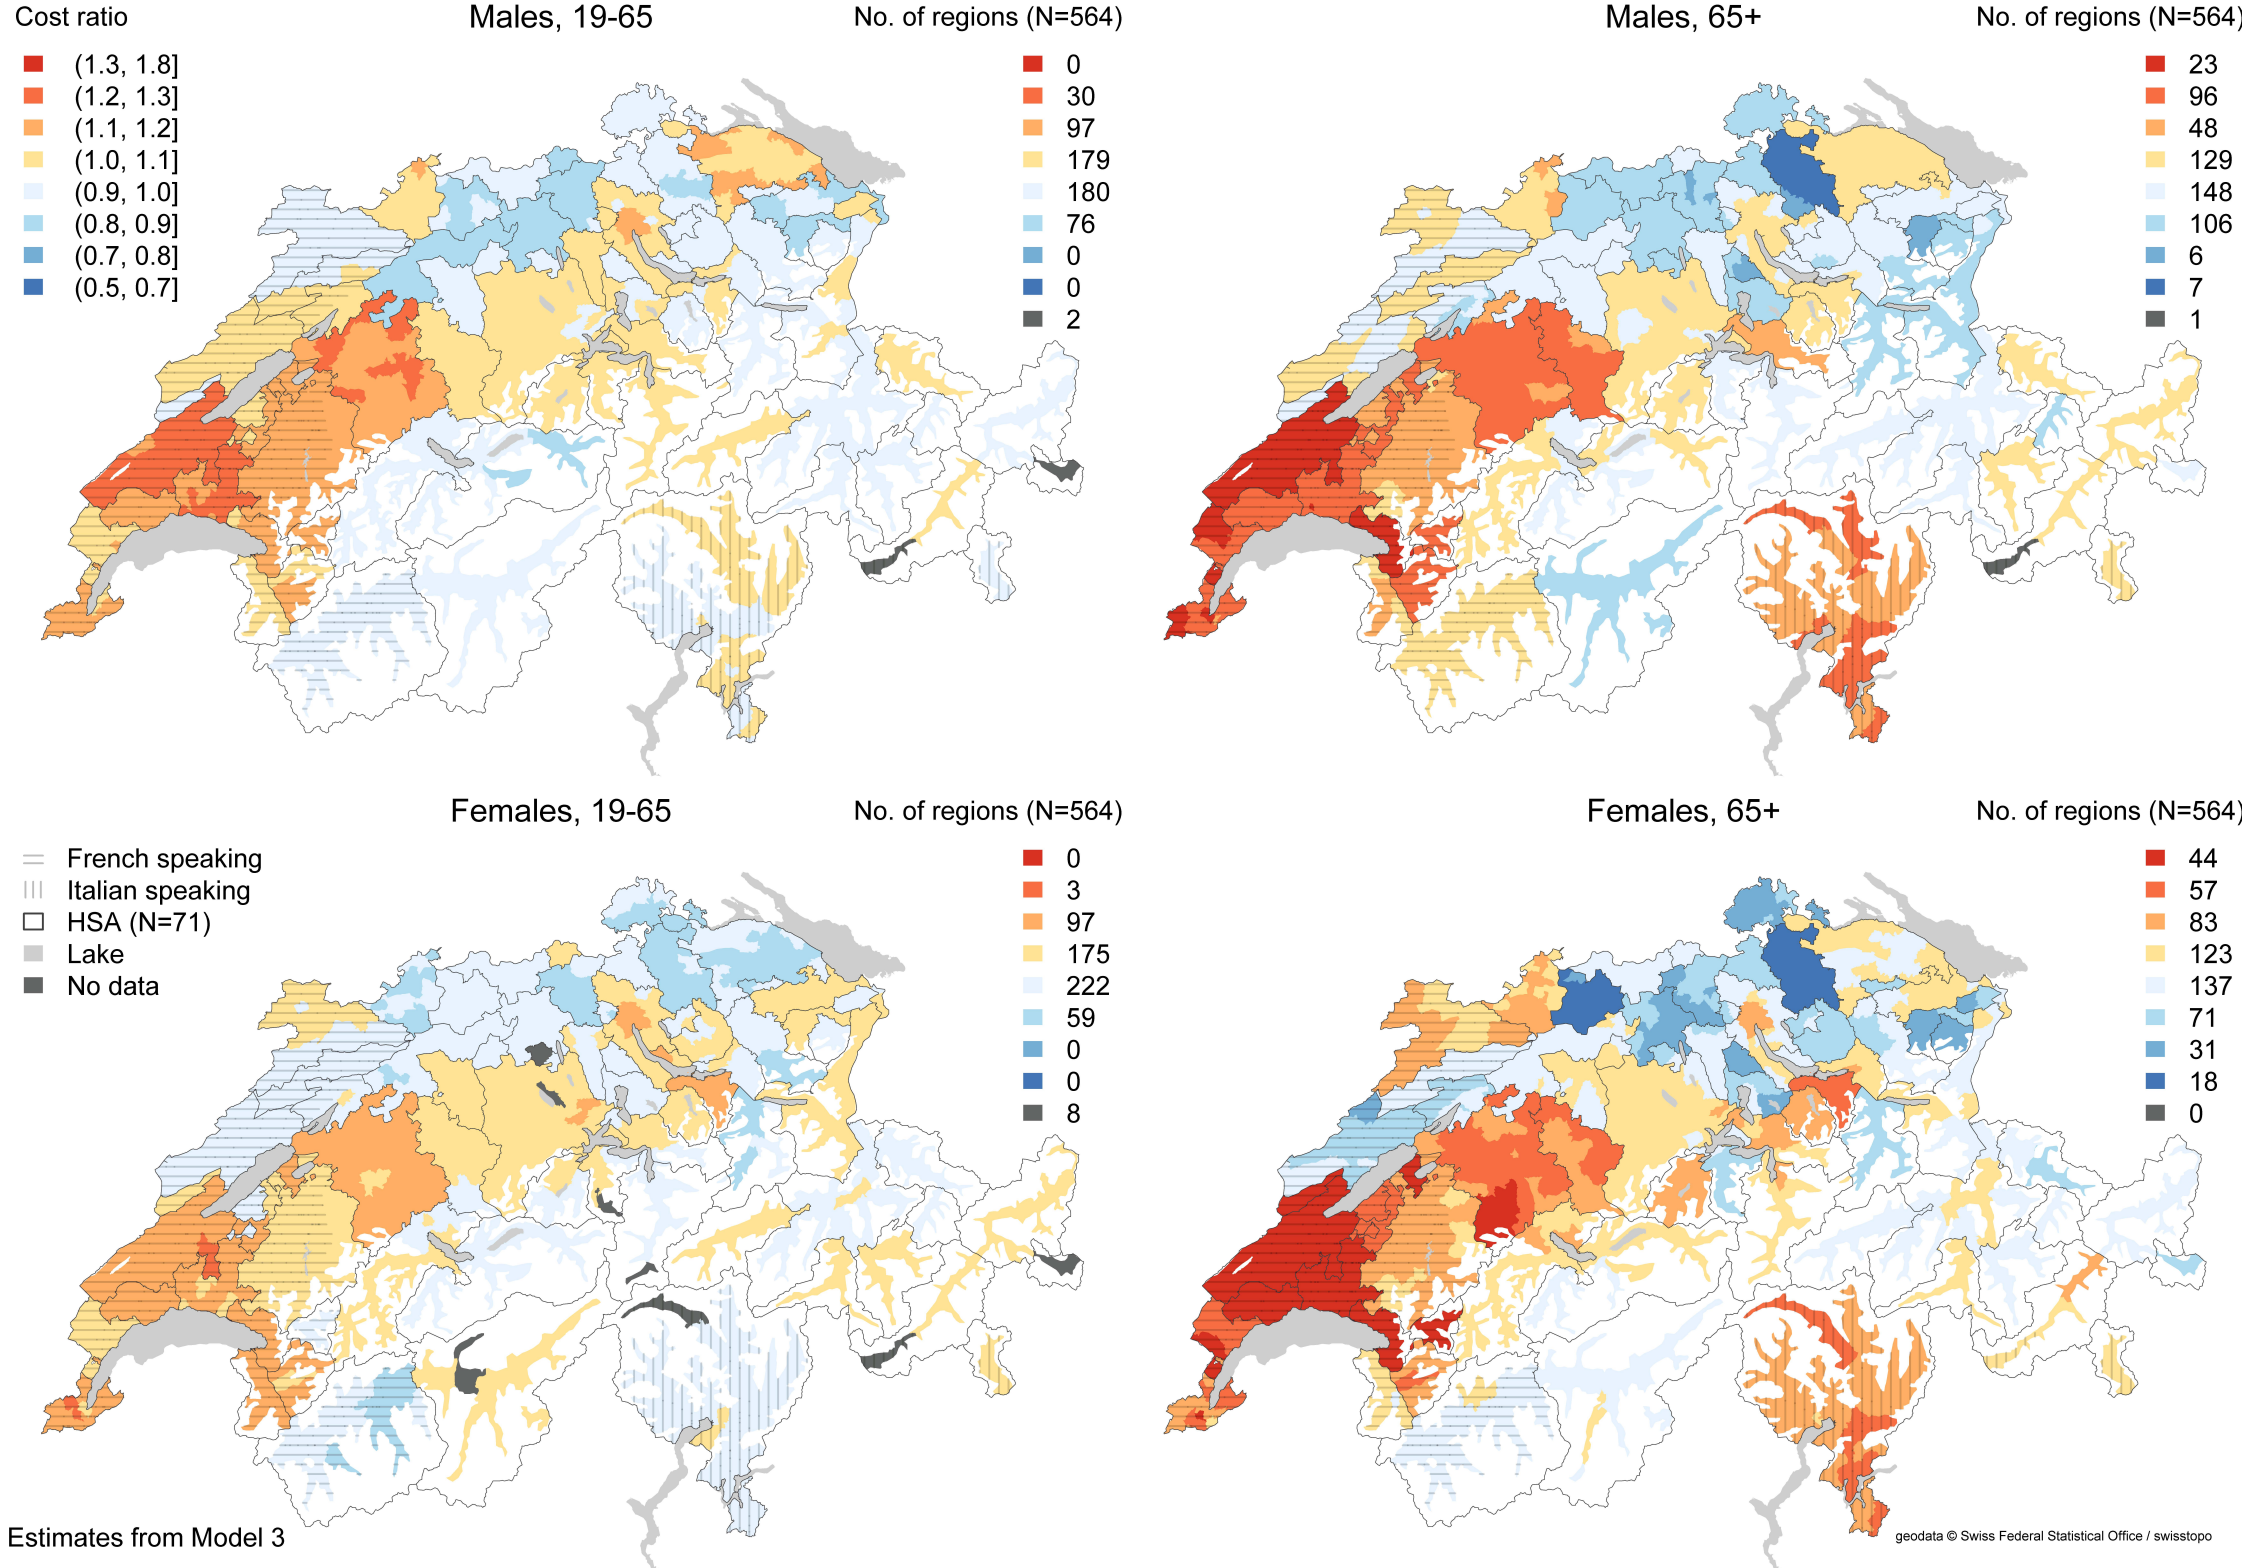 Cost ratio
Males, 19-65
No. of regions (N=564)
(1.3, 1.8]
(1.2, 1.3]
(1.1, 1.2]
(1.0, 1.1]
(0.9, 1.0]
(0.8, 0.9]
(0.7, 0.8]
(0.5, 0.7]
0
30
97
179
180
76
0
0
2
Males, 65+
No. of regions (N=564)
23
96
48
129
148
106
6
7
1
Females, 19-65
No. of regions (N=564)
French speaking
Italian speaking
HSA (N=71)
Lake
No data
0
3
97
175
222
59
0
0
8
Females, 65+
No. of regions (N=564)
44
57
83
123
137
71
31
18
0
Estimates from Model 3
geodata © Swiss Federal Statistical Office / swisstopo